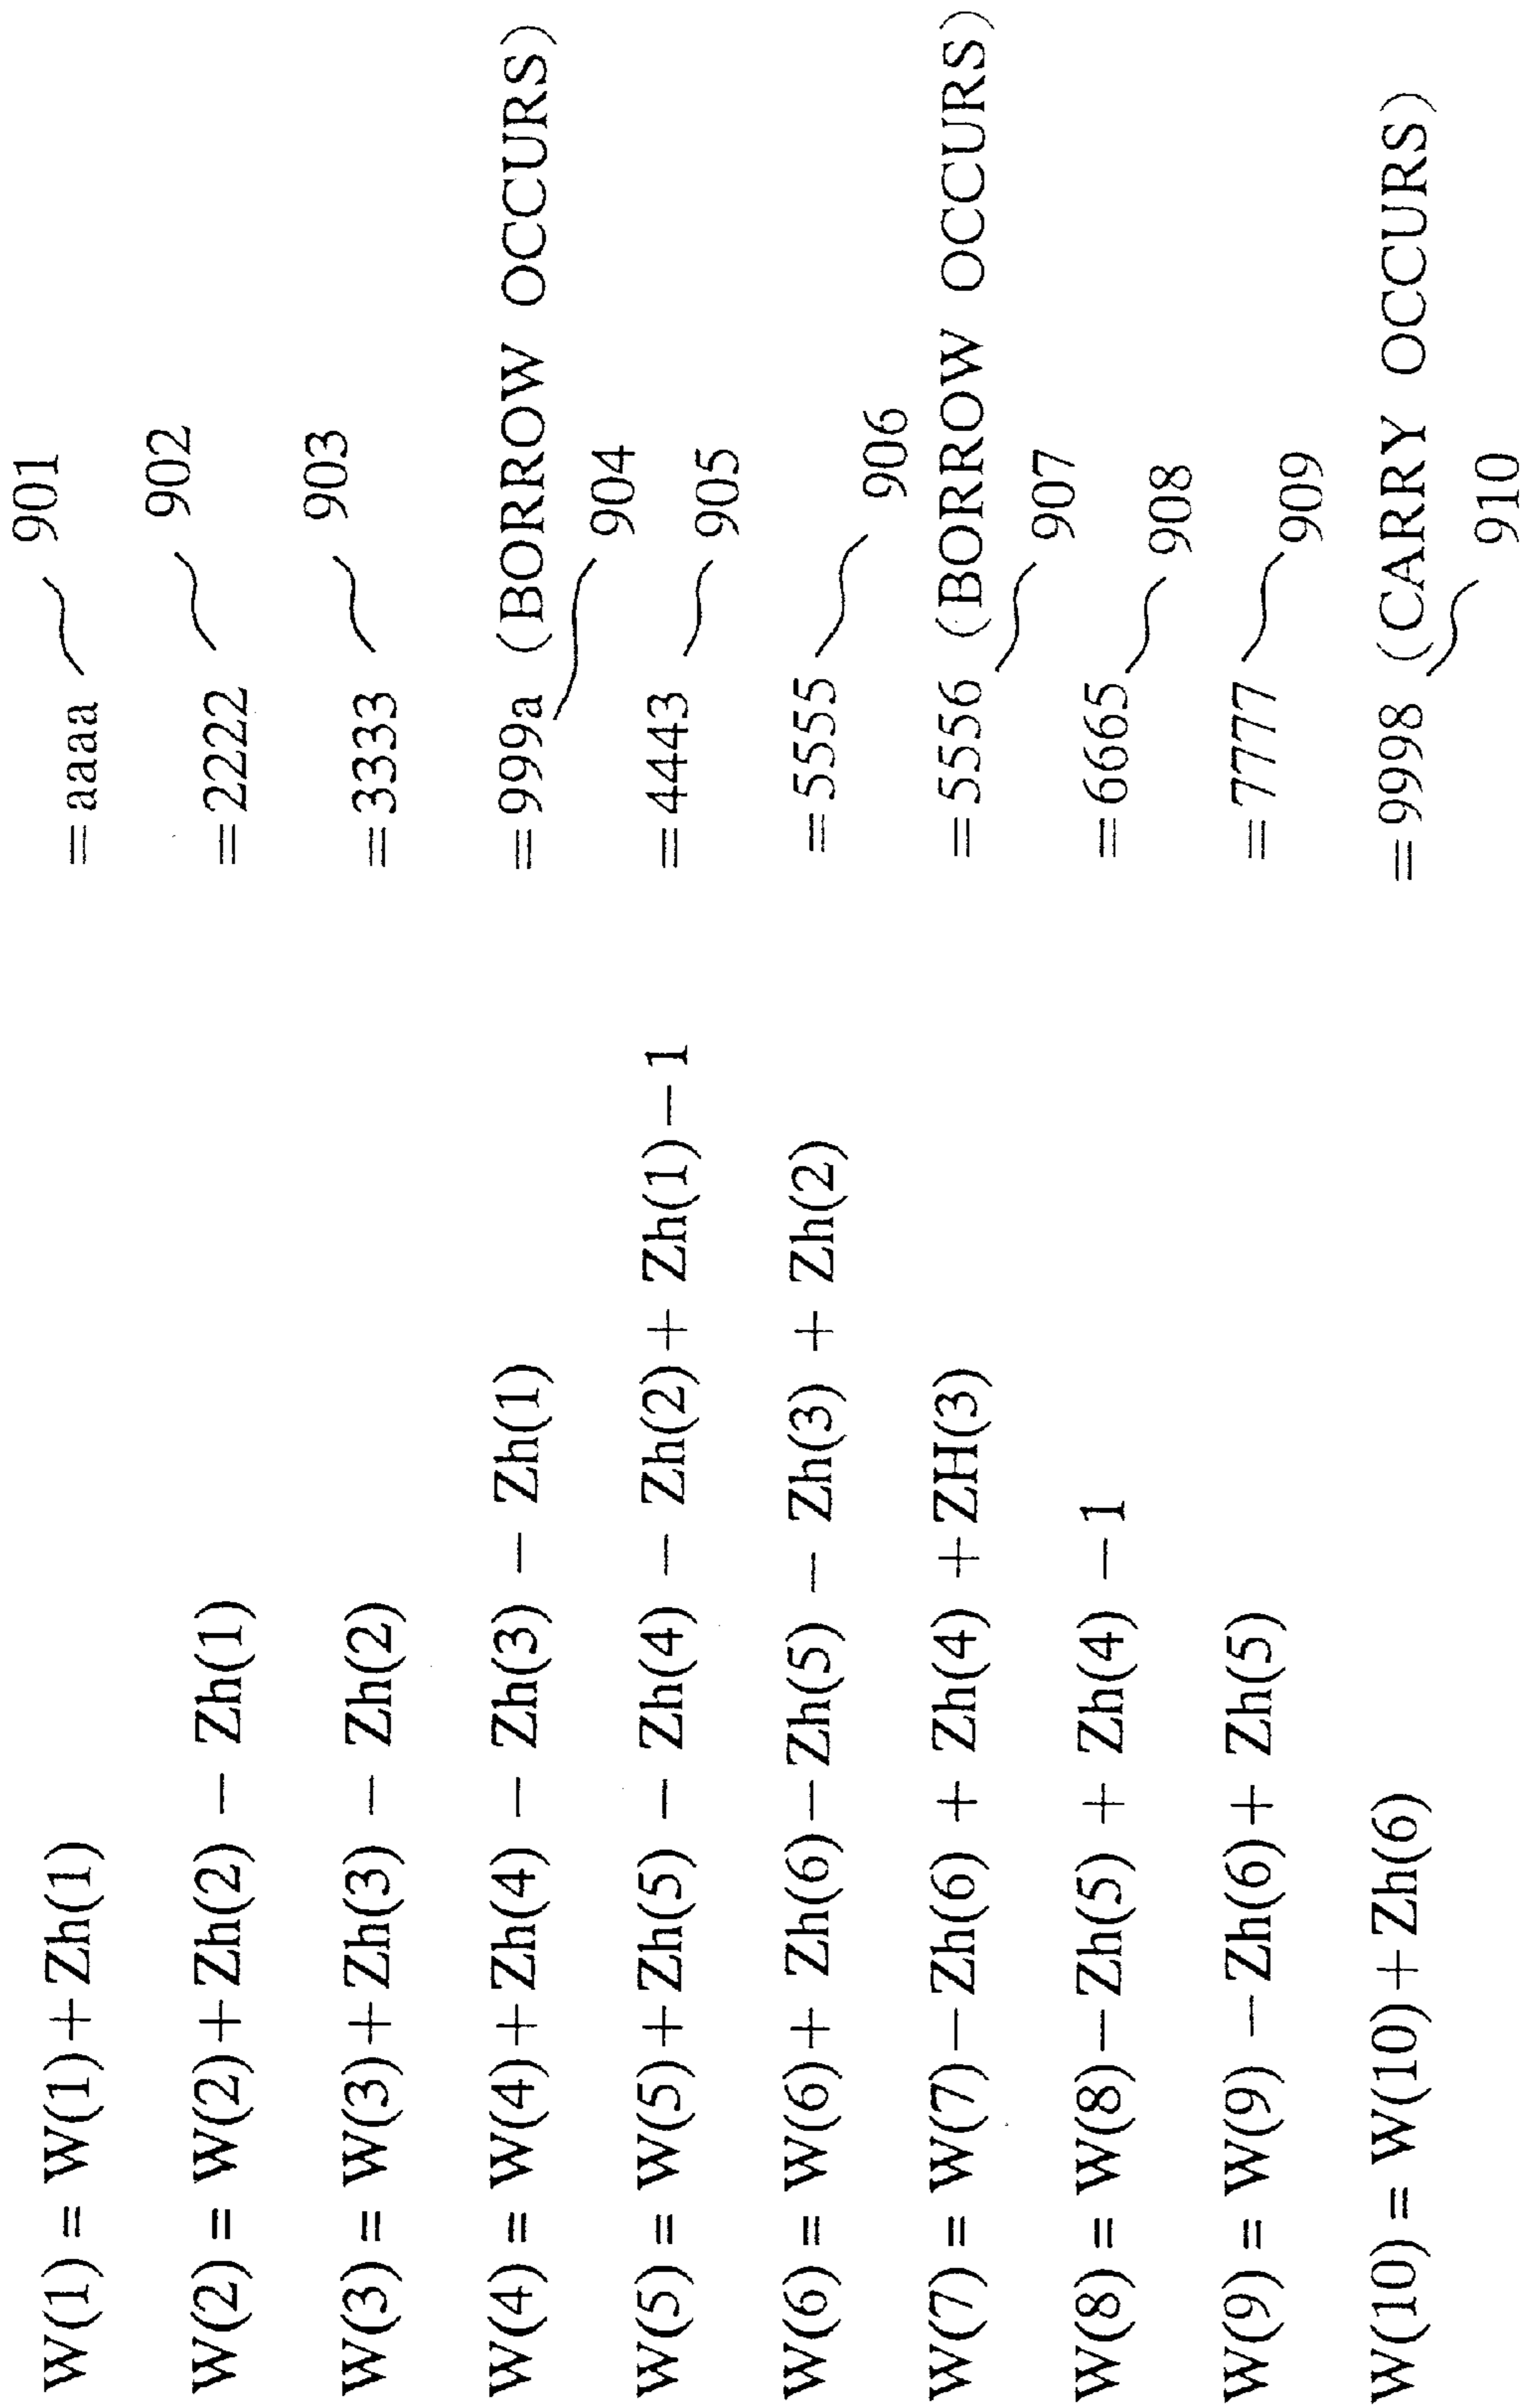 W(1) = W(1)+Zh(1) =aaaa 901
W(2) = W(2)+Zh(2) − Zh(1) =2222 902
W(3) = W(3)+Zh(3) − Zh(2) =3333 903
W(4) = W(4)+Zh(4) − Zh(3) − Zh(1) =999a (BORROW OCCURS)
904
W(5) = W(5)+Zh(5) − Zh(4) − Zh(2)+ Zh(1)−1 =4443 905
W(6) = W(6)+ Zh(6)−Zh(5) − Zh(3) + Zh(2) =5555 906
W(7) = W(7)−Zh(6) + Zh(4) +ZH(3) =5556 (BORROW OCCURS)
907
W(8) = W(8)−Zh(5) + Zh(4) −1 =6665 908
W(9) = W(9) −Zh(6)+ Zh(5) =7777 909
W(10) = W(10)+Zh(6) =9998 (CARRY OCCURS)
910